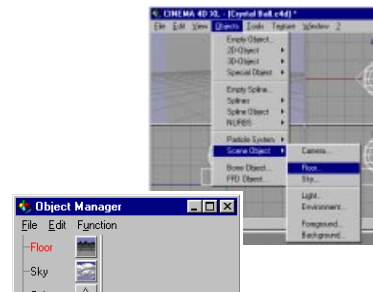 CINEMA 4D XL - [Crystal Ball.c4d] *
File Edit View Objects Tools Texture Window ?
Empty Object...
2D-Object
3D-Object
Special Object
Empty Spline...
Splines
Spline Object
NURBS
Particle System
Scene Object
Camera...
Bone Object...
Floor...
FFD Object...
Sky...
Light...
Environment...
Foreground...
Background...
Object Manager
File Edit Function
Floor
Sky